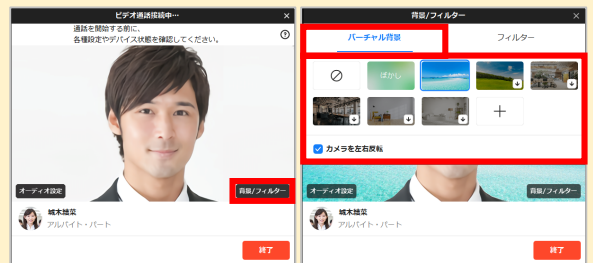 ビデオ通話接続中…
×
通話を開始する前に、
各種設定やデバイス状態を確認してください。
?
オーディオ設定
背景/フィルター
城木雄菜
アルバイト・パート
終了
背景/フィルター
×
バーチャル背景
フィルター
ぼかし
+
カメラを左右反転
オーディオ設定
背景/フィルター
城木雄菜
アルバイト・パート
終了